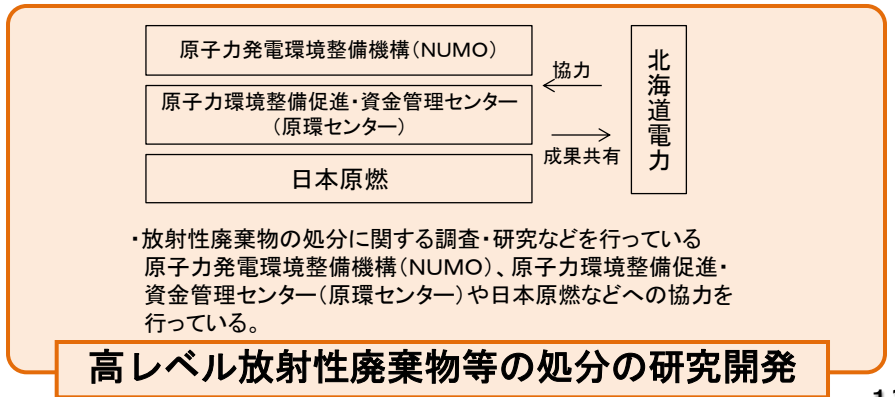 原子力発電環境整備機構（NUMO）
原子力環境整備促進・資金管理センター
（原環センター）
日本原燃
協力
成果共有
北海道電力
・放射性廃棄物の処分に関する調査・研究などを行っている
原子力発電環境整備機構（NUMO）、原子力環境整備促進・
資金管理センター（原環センター）や日本原燃などへの協力を
行っている。
高レベル放射性廃棄物等の処分の研究開発